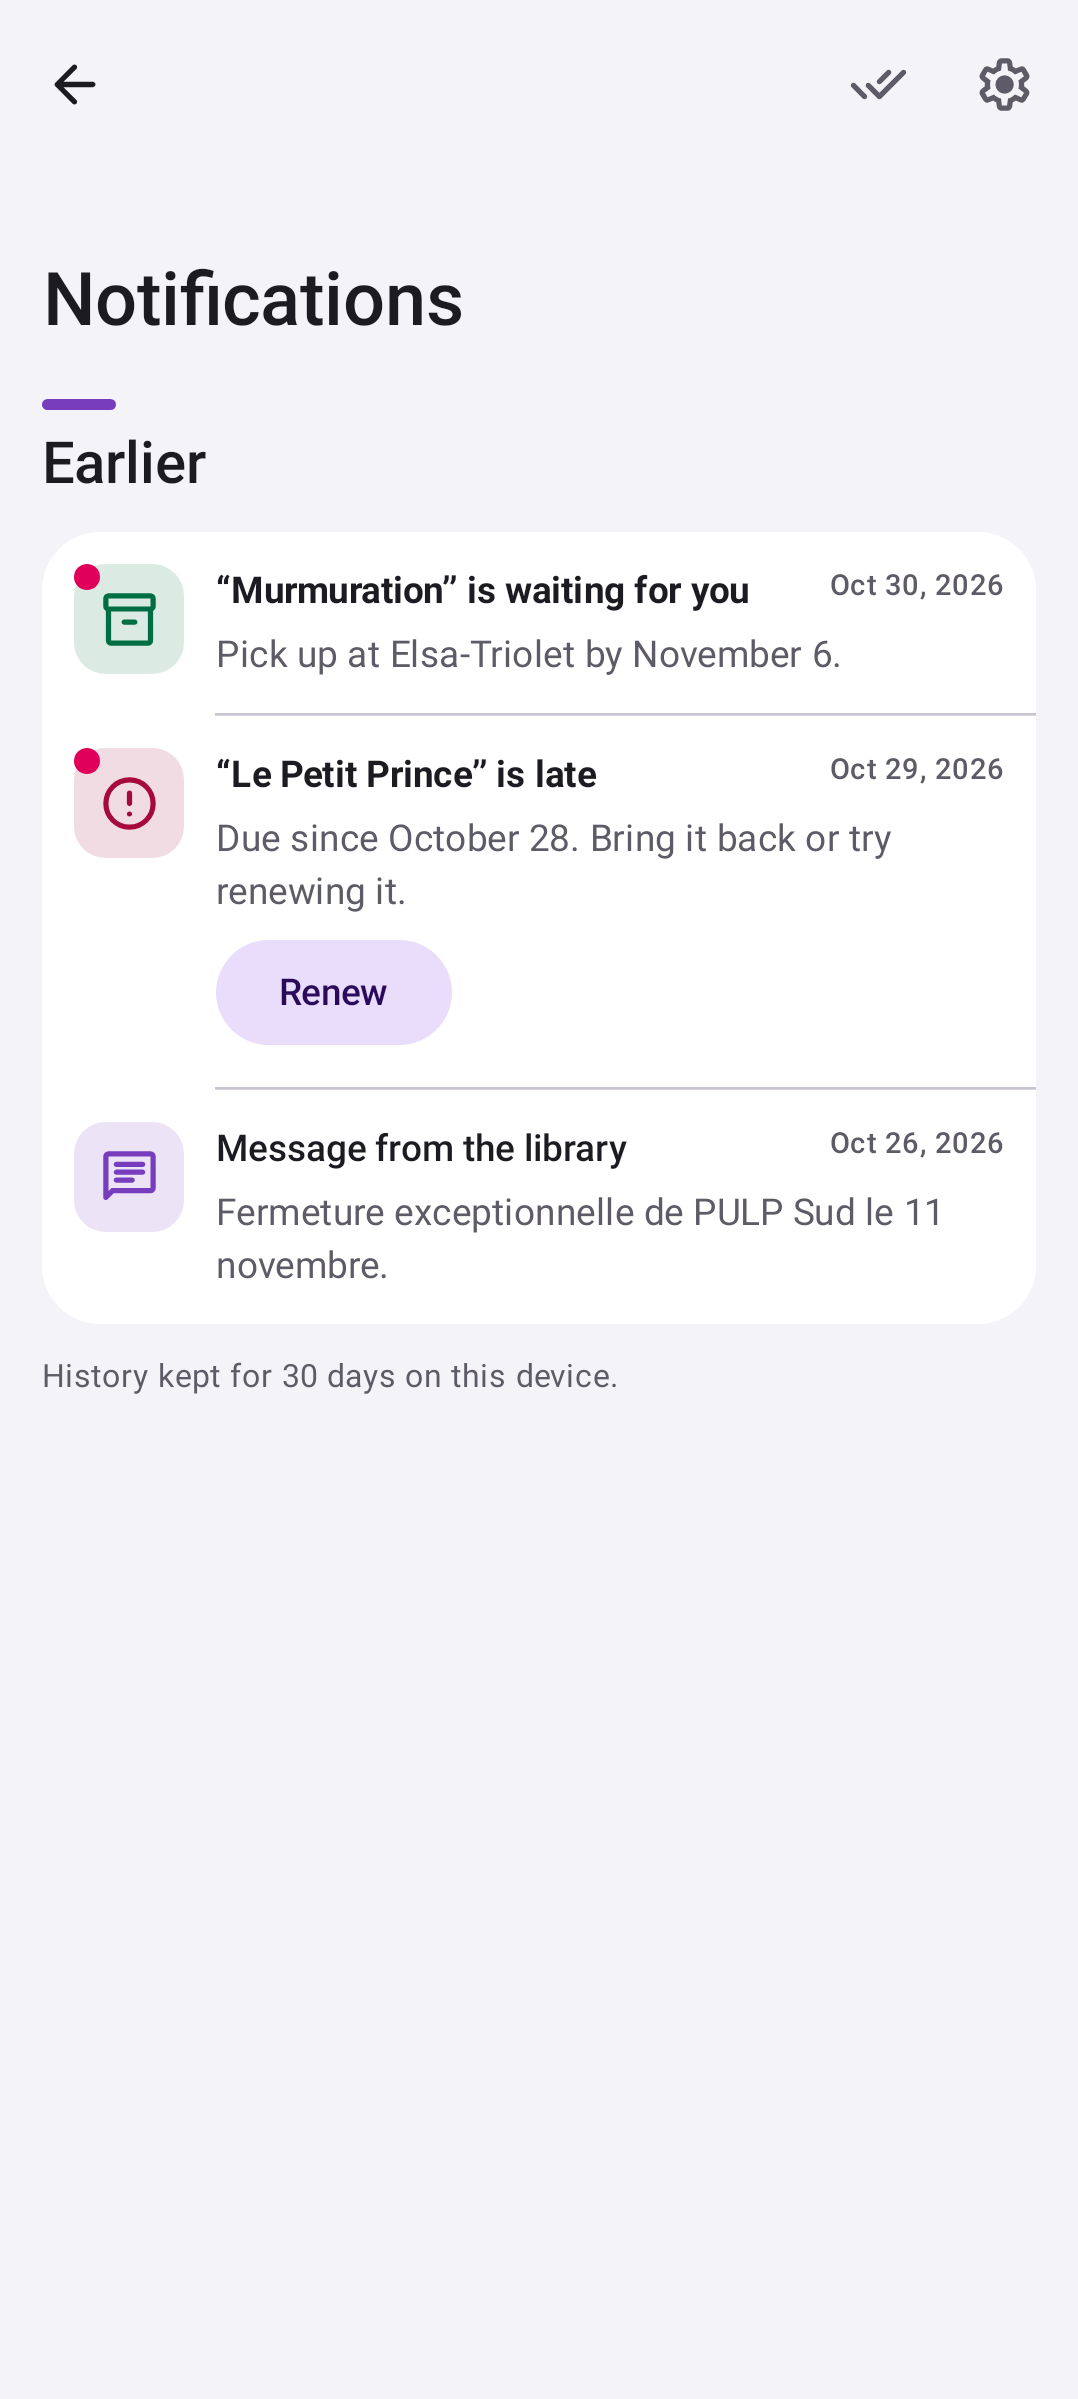 Notifications
Earlier
“Murmuration” is waiting for you
Oct 30, 2026
Pick up at Elsa-Triolet by November 6.
“Le Petit Prince” is late
Oct 29, 2026
Due since October 28. Bring it back or try
renewing it.
Renew
Message from the library
Oct 26, 2026
Fermeture exceptionnelle de PULP Sud le 11
novembre.
History kept for 30 days on this device.